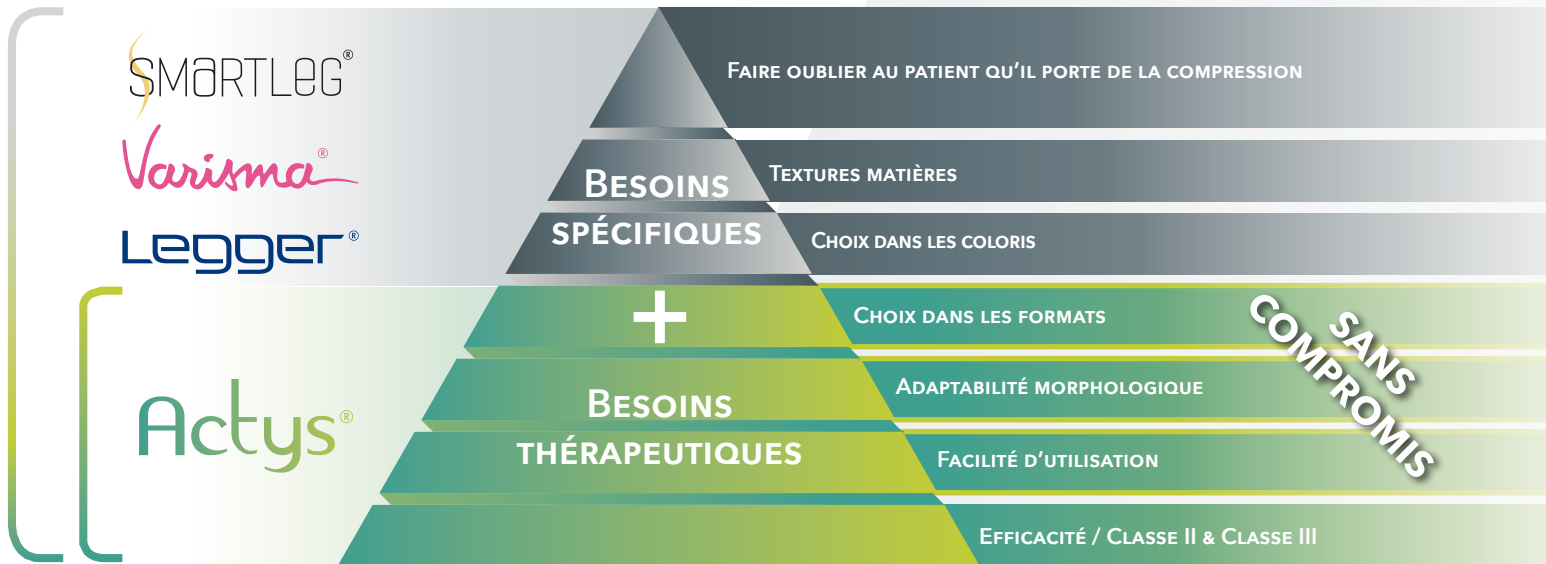 SMARTLEG®
Varisma®
Legger®
Actys®
BESOINS
SPÉCIFIQUES
+
BESOINS
THÉRAPEUTIQUES
FAIRE OUBLIER AU PATIENT QU'IL PORTE DE LA COMPRESSION
TEXTURES MATIÈRES
CHOIX DANS LES COLORIS
CHOIX DANS LES FORMATS
ADAPTABILITÉ MORPHOLOGIQUE
FACILITÉ D'UTILISATION
EFFICACITÉ / CLASSE II & CLASSE III
SANS
COMPROMIS